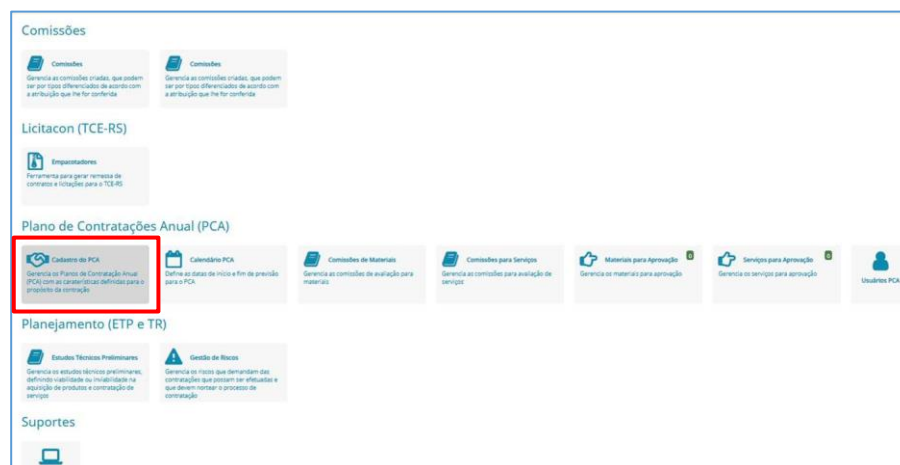 Comissões
Comissões
Gerencia as comissões criadas, que podem
ser por tipos diferenciados de acordo com
a atribuição que lhe for conferida
Comissões
Gerencia as comissões criadas, que podem
ser por tipos diferenciados de acordo com
a atribuição que lhe for conferida
Licitacon (TCE-RS)
Empacotadores
Ferramenta para gerar remessa de
contratos e licitações para o TCE-RS
Plano de Contratações Anual (PCA)
Cadastro do PCA
Gerencia os Planos de Contratação Anual
(PCA) com as caraterísticas definidas para o
propósito da contração
Calendário PCA
Define as datas de início e fim de previsão
para o PCA
Comissões de Materiais
Gerencia as comissões de avaliação para
materiais
Comissões para Serviços
Gerencia as comissões para avaliação de
serviços
Materiais para Aprovação
Gerencia os materiais para aprovação
Serviços para Aprovação
Gerencia os serviços para aprovação
Usuários PCA
Planejamento (ETP e TR)
Estudos Técnicos Preliminares
Gerencia os estudos técnicos preliminares,
definindo viabilidade ou inviabilidade na
aquisição de produtos e contratação de
serviços
Gestão de Riscos
Gerencia os riscos que demandam das
contratações que possam ser efetuadas e
que devem nortear o processo de
contratação
Suportes